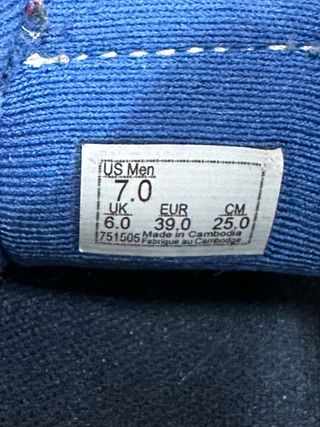 US Men
7.0
UK EUR CM
6.0 39.0 25.0
751505 Made in Cambodia
Fabriqué au Cambodge